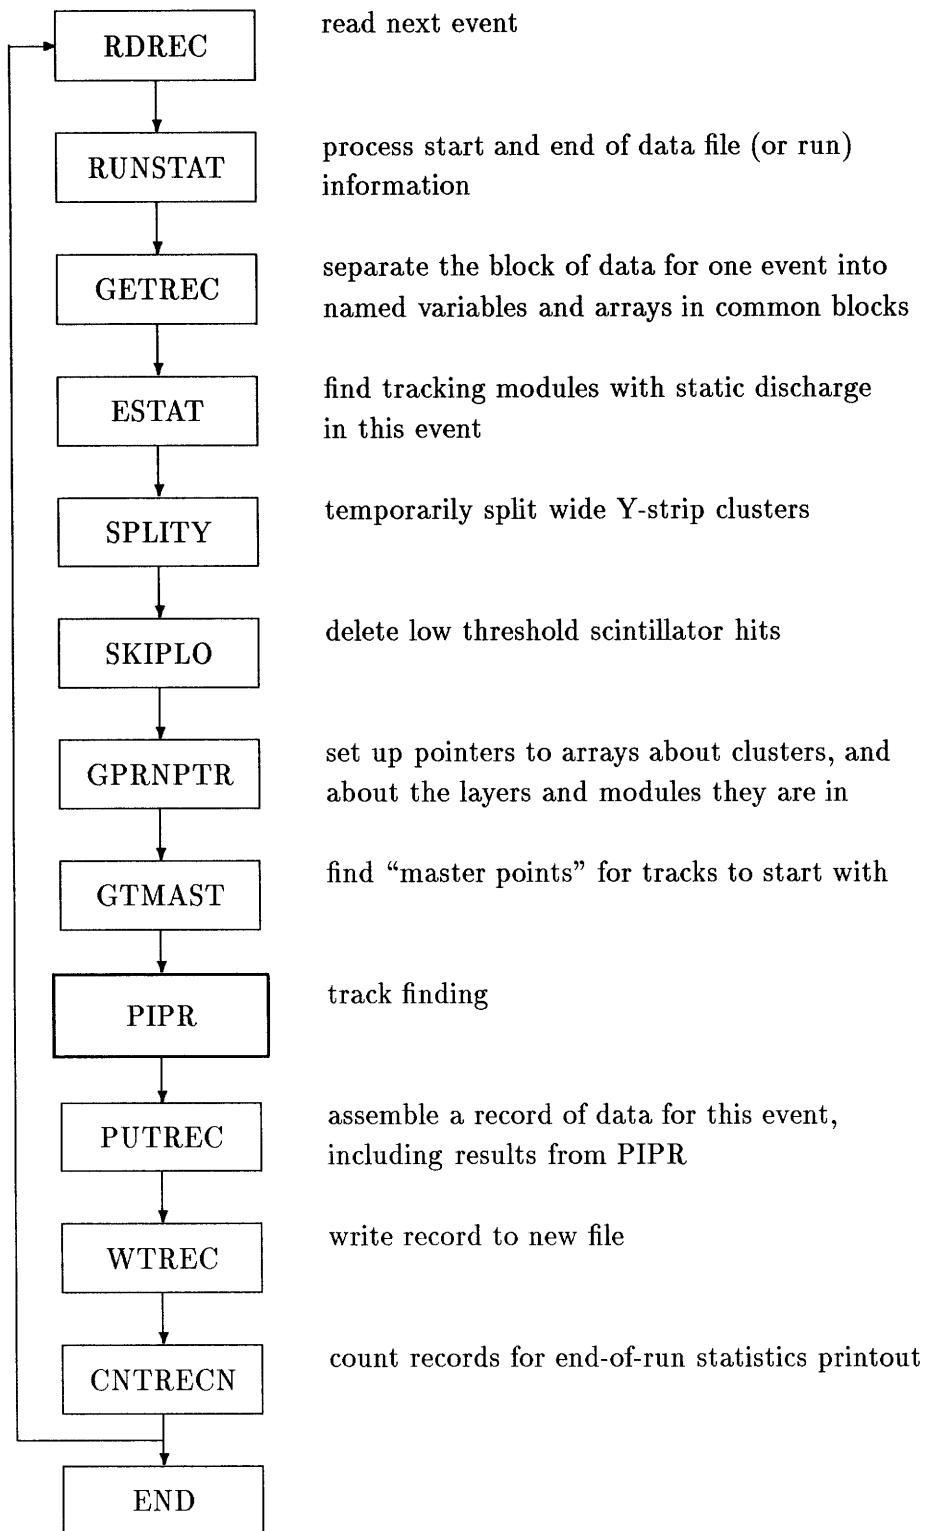 RDREC
read next event
RUNSTAT
process start and end of data file (or run)
information
GETREC
separate the block of data for one event into
named variables and arrays in common blocks
ESTAT
find tracking modules with static discharge
in this event
SPLITY
temporarily split wide Y-strip clusters
SKIPLO
delete low threshold scintillator hits
GPRNPTR
set up pointers to arrays about clusters, and
about the layers and modules they are in
GTMAST
find “master points” for tracks to start with
PIPR
track finding
PUTREC
assemble a record of data for this event,
including results from PIPR
WTREC
write record to new file
CNTRECN
count records for end-of-run statistics printout
END